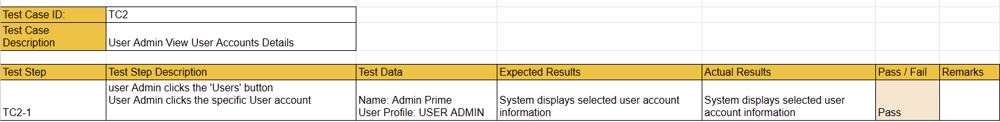 Test Case ID: TC2
Test Case
Description
User Admin View User Accounts Details
Test Step Test Step Description Test Data Expected Results Actual Results Pass / Fail Remarks
TC2-1
user Admin clicks the 'Users' button
User Admin clicks the specific User account
Name: Admin Prime
User Profile: USER ADMIN
System displays selected user account
information
System displays selected user
account information
Pass